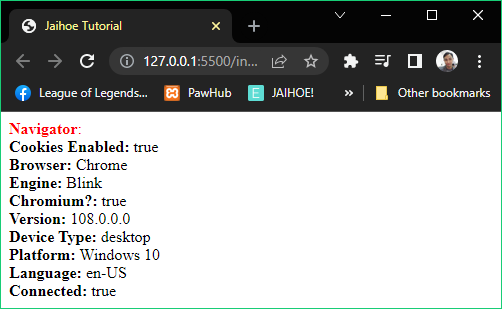 Jaihoe Tutorial
127.0.0.1:5500/in...
League of Legends... PawHub JAIHOE! » Other bookmarks
Navigator:
Cookies Enabled: true
Browser: Chrome
Engine: Blink
Chromium?: true
Version: 108.0.0.0
Device Type: desktop
Platform: Windows 10
Language: en-US
Connected: true